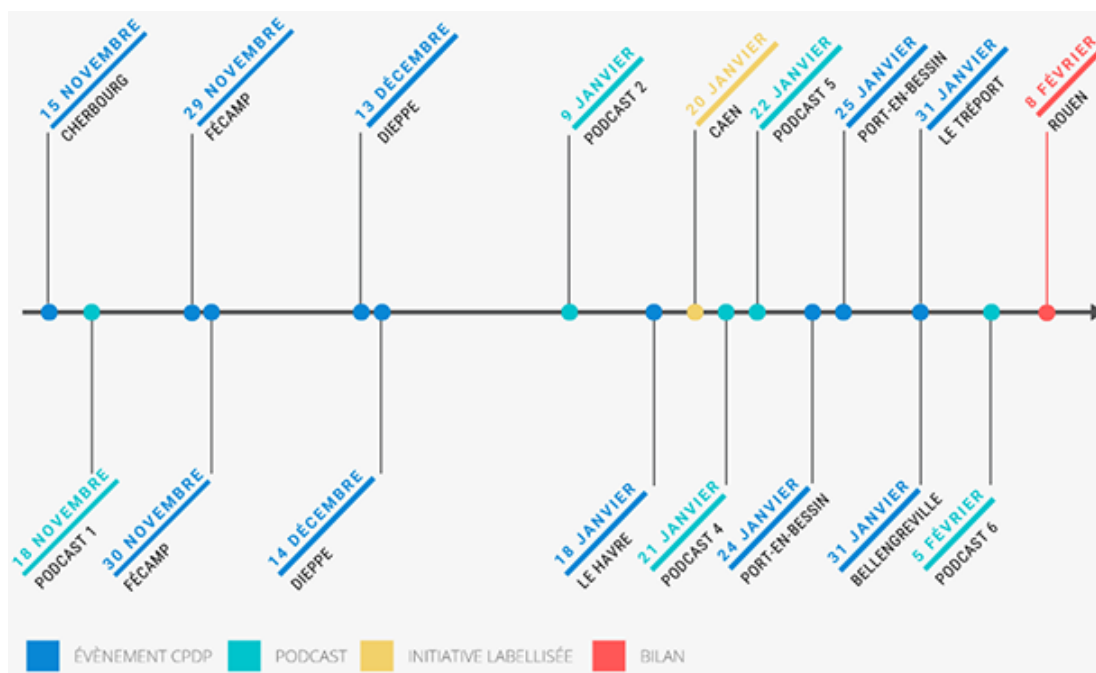 15 NOVEMBRE
CHERBOURG
29 NOVEMBRE
FÉCAMP
13 DÉCEMBRE
DIEPPE
9 JANVIER
PODCAST 2
20 JANVIER
CAEN
22 JANVIER
PODCAST 5
25 JANVIER
PORT-EN-BESSIN
31 JANVIER
LE TRÉPORT
8 FÉVRIER
ROUEN
18 NOVEMBRE
PODCAST 1
30 NOVEMBRE
FÉCAMP
14 DÉCEMBRE
DIEPPE
18 JANVIER
LE HAVRE
21 JANVIER
PODCAST 4
24 JANVIER
PORT-EN-BESSIN
31 JANVIER
BELLENGREVILLE
5 FÉVRIER
PODCAST 6
ÉVÈNEMENT CPDP
PODCAST
INITIATIVE LABELLISÉE
BILAN